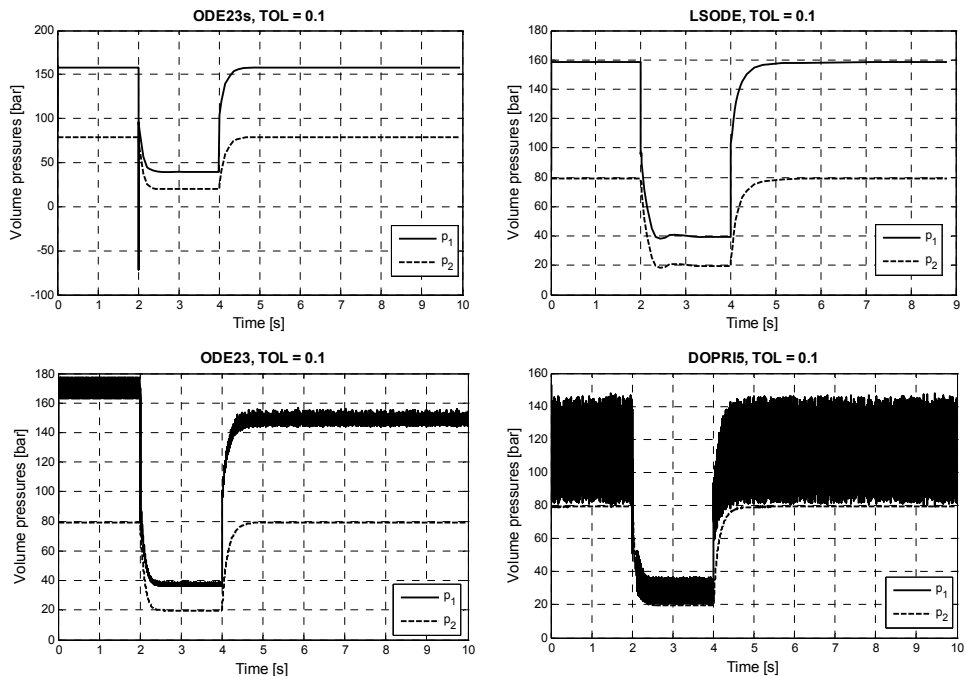 ODE23s, TOL = 0.1
Volume pressures [bar]
200
150
100
50
0
-50
-100
0 1 2 3 4 5 6 7 8 9 10
Time [s]
p1
p2
LSODE, TOL = 0.1
Volume pressures [bar]
180
160
140
120
100
80
60
40
20
0
0 1 2 3 4 5 6 7 8 9
Time [s]
p1
p2
ODE23, TOL = 0.1
Volume pressures [bar]
180
160
140
120
100
80
60
40
20
0
0 1 2 3 4 5 6 7 8 9 10
Time [s]
p1
p2
DOPRI5, TOL = 0.1
Volume pressures [bar]
160
140
120
100
80
60
40
20
0
0 1 2 3 4 5 6 7 8 9 10
Time [s]
p1
p2